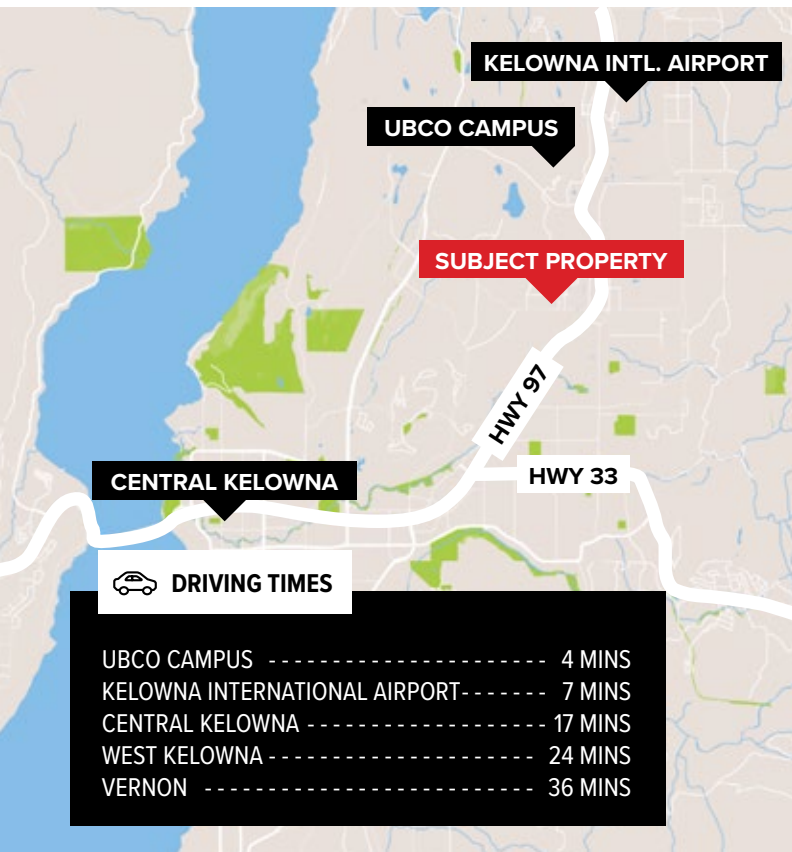 KELOWNA INTL. AIRPORT
UBCO CAMPUS
SUBJECT PROPERTY
HWY 97
HWY 33
CENTRAL KELOWNA
DRIVING TIMES
UBCO CAMPUS ---------------------- 4 MINS
KELOWNA INTERNATIONAL AIRPORT------- 7 MINS
CENTRAL KELOWNA ------------------- 17 MINS
WEST KELOWNA --------------------- 24 MINS
VERNON -------------------------- 36 MINS